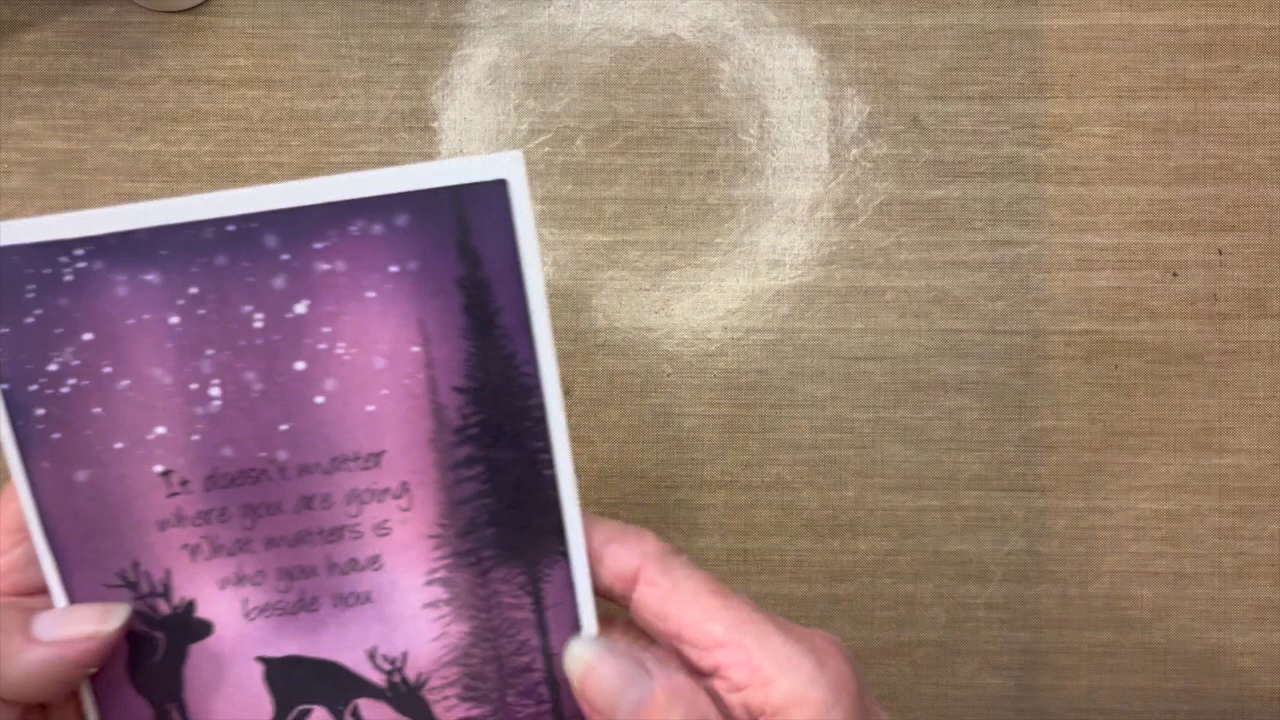 It doesn't matter
where you are going
What matters is
who you have
beside you